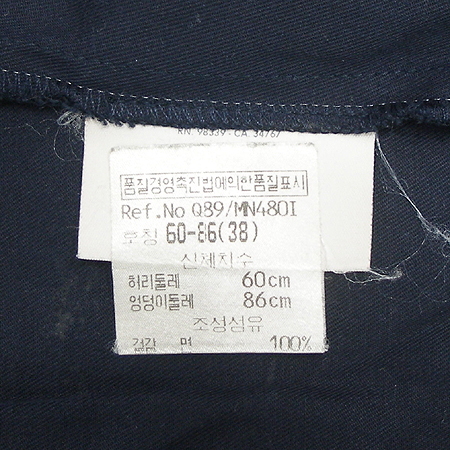 RN 98339-CA 34767
품질경영촉진법에의한품질표시
Ref.No Q89/MN480I
호칭 60-86(38)
신체치수
허리둘레 60cm
엉덩이둘레 86cm
조성섬유
겉감 면 100%